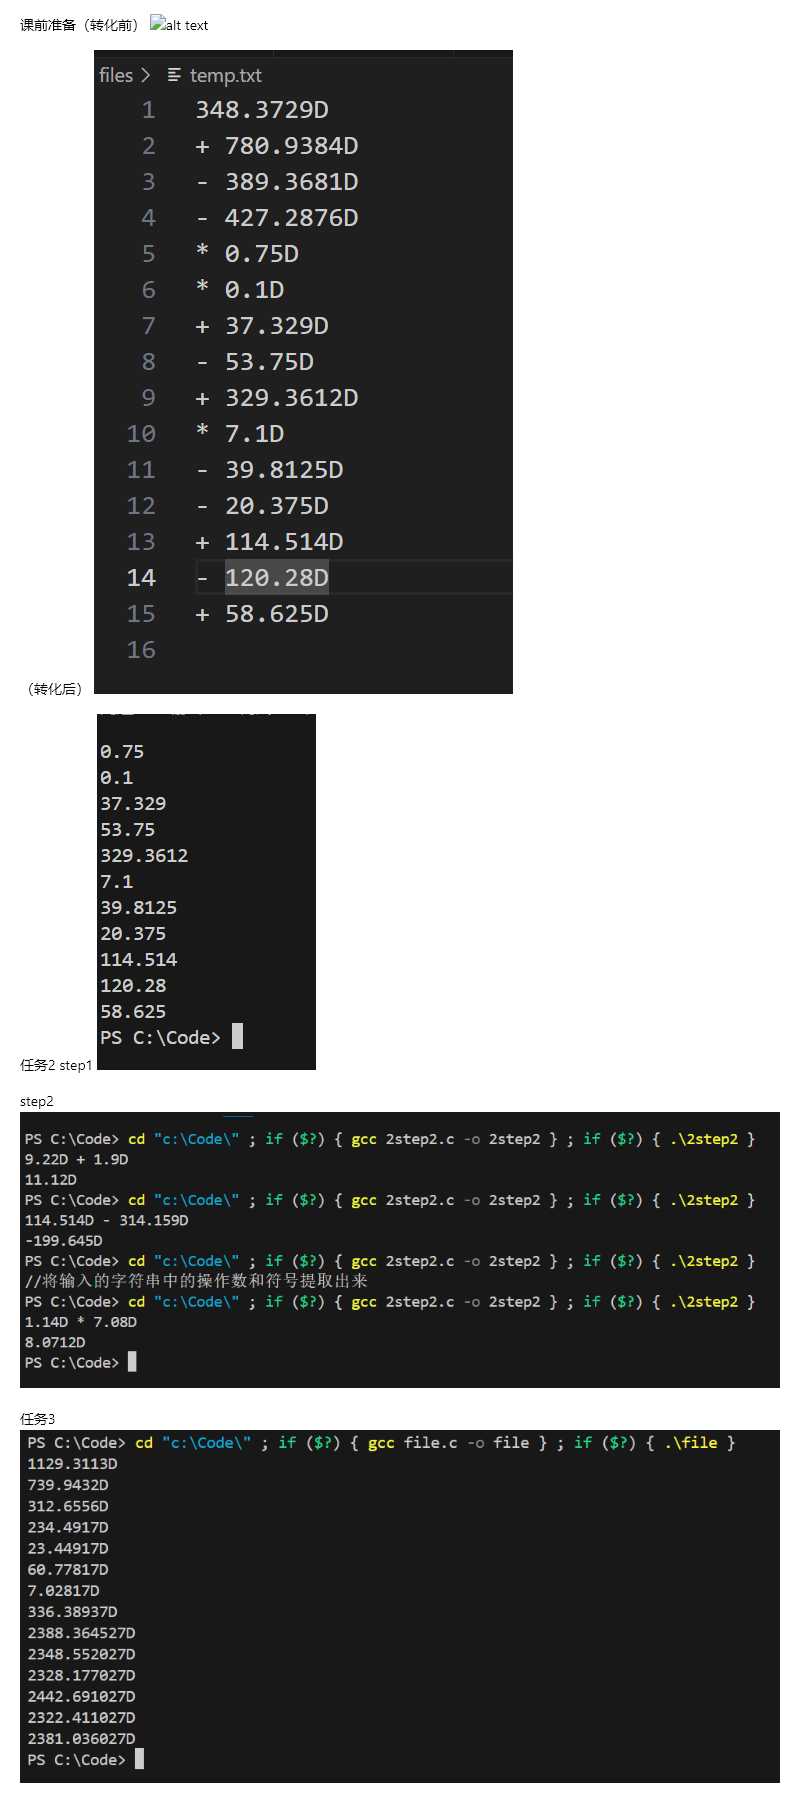 课前准备（转化前） alt text
files > temp.txt
1 348.3729D
2 + 780.9384D
3 - 389.3681D
4 - 427.2876D
5 * 0.75D
6 * 0.1D
7 + 37.329D
8 - 53.75D
9 + 329.3612D
10 * 7.1D
11 - 39.8125D
12 - 20.375D
13 + 114.514D
14 - 120.28D
15 + 58.625D
16
（转化后）
0.75
0.1
37.329
53.75
329.3612
7.1
39.8125
20.375
114.514
120.28
58.625
PS C:\Code>
任务2 step1
step2
PS C:\Code> cd "c:\Code\" ; if ($?) { gcc 2step2.c -o 2step2 } ; if ($?) { .\2step2 }
9.22D + 1.9D
11.12D
PS C:\Code> cd "c:\Code\" ; if ($?) { gcc 2step2.c -o 2step2 } ; if ($?) { .\2step2 }
114.514D - 314.159D
-199.645D
PS C:\Code> cd "c:\Code\" ; if ($?) { gcc 2step2.c -o 2step2 } ; if ($?) { .\2step2 }
//将输入的字符串中的操作数和符号提取出来
PS C:\Code> cd "c:\Code\" ; if ($?) { gcc 2step2.c -o 2step2 } ; if ($?) { .\2step2 }
1.14D * 7.08D
8.0712D
PS C:\Code>
任务3
PS C:\Code> cd "c:\Code\" ; if ($?) { gcc file.c -o file } ; if ($?) { .\file }
1129.3113D
739.9432D
312.6556D
234.4917D
23.44917D
60.77817D
7.02817D
336.38937D
2388.364527D
2348.552027D
2328.177027D
2442.691027D
2322.411027D
2381.036027D
PS C:\Code>